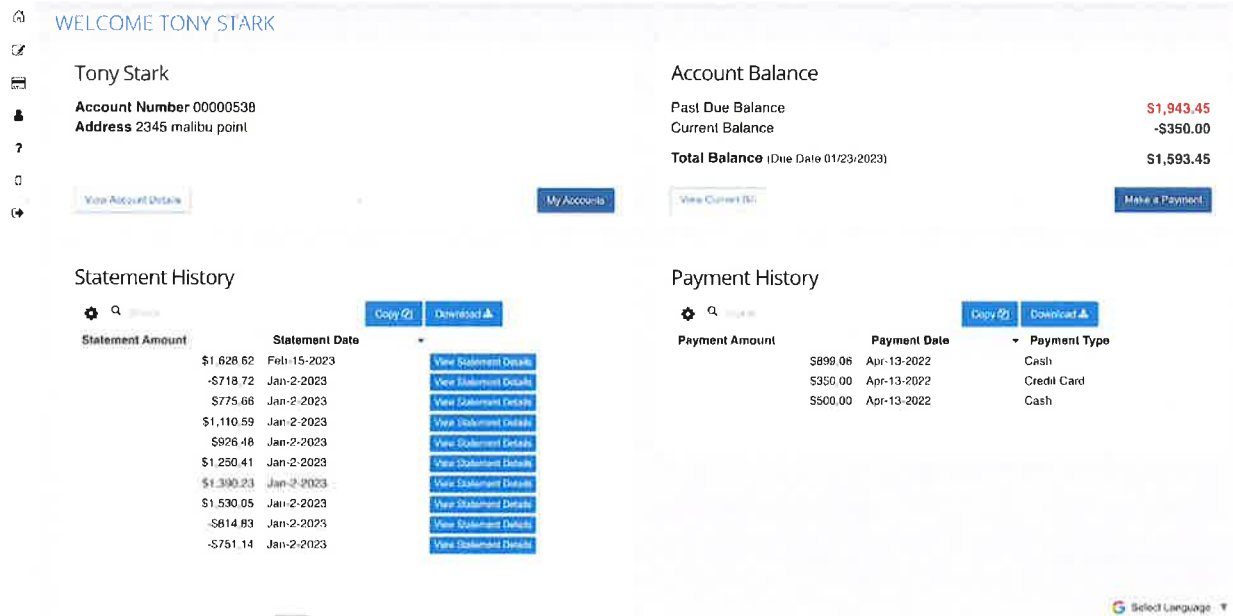 WELCOME TONY STARK
Tony Stark
Account Number 00000538
Address 2345 malibu point
View Account Details
My Accounts
Account Balance
Past Due Balance $1,943.45
Current Balance -$350.00
Total Balance (Due Date 01/23/2023) $1,593.45
View Current Bill
Make a Payment
Statement History
Copy
Download
Statement Amount Statement Date
$1,628.62 Feb-15-2023 View Statement Details
-$718.72 Jan-2-2023 View Statement Details
$775.66 Jan-2-2023 View Statement Details
$1,110.59 Jan-2-2023 View Statement Details
$926.48 Jan-2-2023 View Statement Details
$1,250.41 Jan-2-2023 View Statement Details
$1,390.23 Jan-2-2023 View Statement Details
$1,530.05 Jan-2-2023 View Statement Details
-$814.83 Jan-2-2023 View Statement Details
-$751.14 Jan-2-2023 View Statement Details
Payment History
Copy
Download
Payment Amount Payment Date Payment Type
$899.06 Apr-13-2022 Cash
$350.00 Apr-13-2022 Credit Card
$500.00 Apr-13-2022 Cash
G Select Language